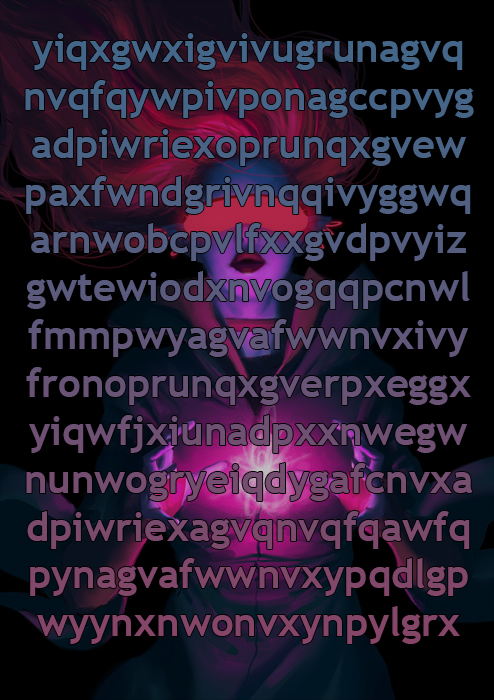 yiqxgwxigvivugrunagvq
nvqfqywpivponagccpvyg
adpiwriexoprunqxgvew
paxfwndgrivnqqivyggwq
arnwobcpvlfxxgvdpvyiz
gwtewiodxnvogqqpcnwl
fmmpwyagvafwwnvxivy
fronoprunqxgverpxeggx
yiqwfjxiunadpxxnwegw
nunwogryeiqdygafcnvxa
dpiwriexagvqnvqfqawfq
pynagvafwwnvxypqdlgp
wyynxnwonvxynpylgrx